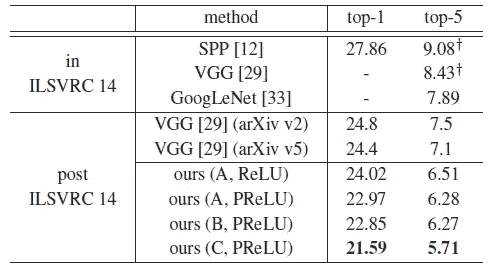 method top-1 top-5
in ILSVRC 14
SPP [12] 27.86 9.08†
VGG [29] - 8.43†
GoogLeNet [33] - 7.89
post ILSVRC 14
VGG [29] (arXiv v2) 24.8 7.5
VGG [29] (arXiv v5) 24.4 7.1
ours (A, ReLU) 24.02 6.51
ours (A, PReLU) 22.97 6.28
ours (B, PReLU) 22.85 6.27
ours (C, PReLU) 21.59 5.71